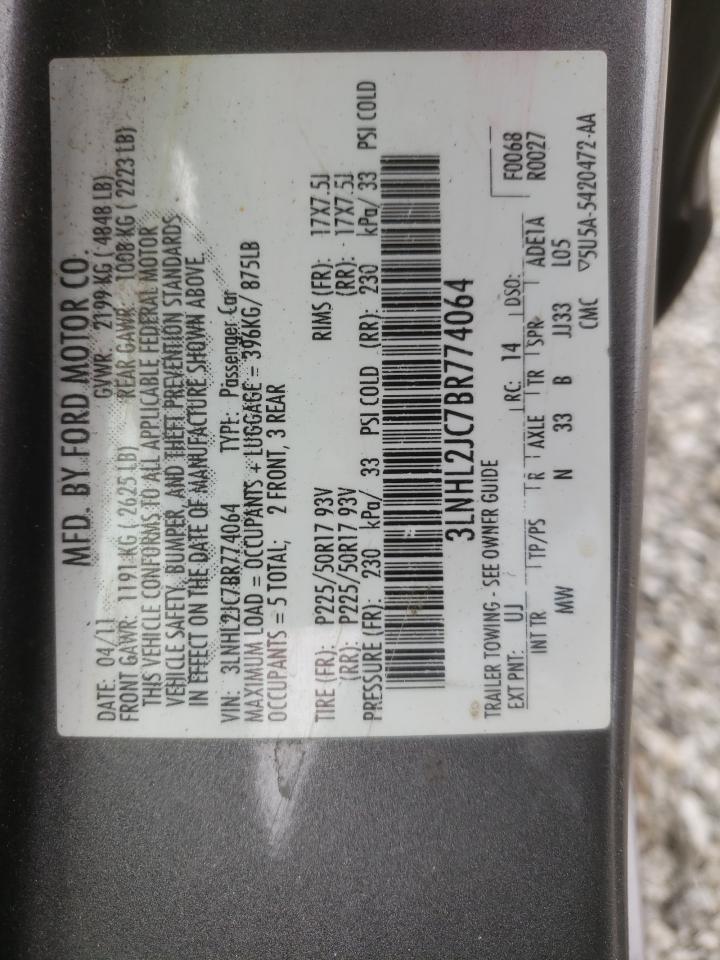 MFD. BY FORD MOTOR CO.
DATE: 04/11 GVWR: 2199 KG ( 4848 LB)
FRONT GAWR: 1191 KG ( 2625 LB) REAR GAWR: 1008 KG ( 2223 LB)
THIS VEHICLE CONFORMS TO ALL APPLICABLE FEDERAL MOTOR
VEHICLE SAFETY, BUMPER, AND THEFT PREVENTION STANDARDS
IN EFFECT ON THE DATE OF MANUFACTURE SHOWN ABOVE.
VIN: 3LNHL2JC7BR774064 TYPE: Passenger Car
MAXIMUM LOAD = OCCUPANTS + LUGGAGE = 396KG/ 875LB
OCCUPANTS = 5 TOTAL; 2 FRONT, 3 REAR
TIRE (FR): P225/50R17 93V RIMS (FR): 17X7.5J
(RR): P225/50R17 93V (RR): 17X7.5J
PRESSURE (FR): 230 kPa/ 33 PSI COLD (RR): 230 kPa/ 33 PSI COLD
3LNHL2JC7BR774064
TRAILER TOWING - SEE OWNER GUIDE F0068
EXT PNT: UJ RC: 14 DSO: R0027
INT TR TP/PS R AXLE TR SPR ADE1A
MW N 33 B JJ33 L05
CMC ▽5U5A-5420472-AA